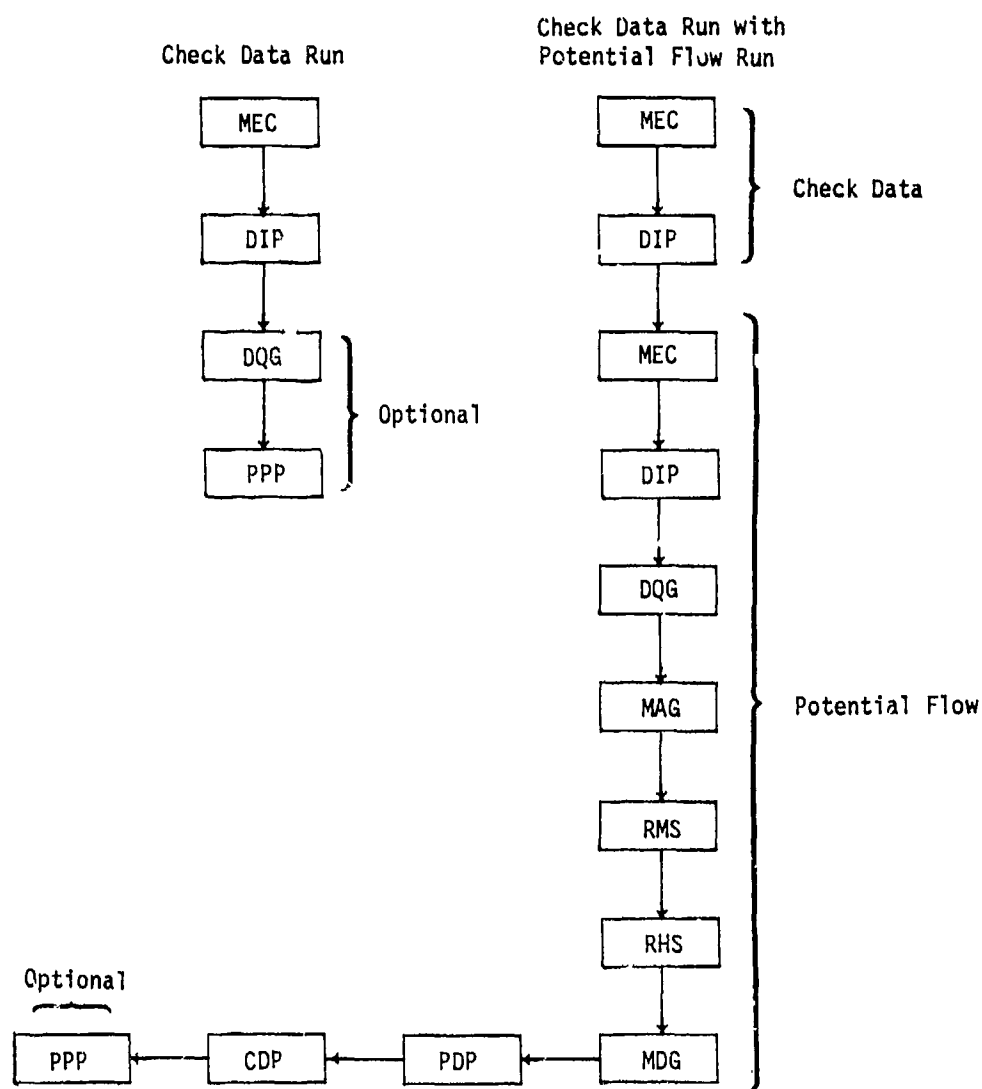 Check Data Run
MEC
DIP
DQG
PPP
Optional
Check Data Run with
Potential Flow Run
MEC
DIP
Check Data
MEC
DIP
DQG
MAG
RMS
RHS
MDG
Potential Flow
PDP
CDP
PPP
Optional